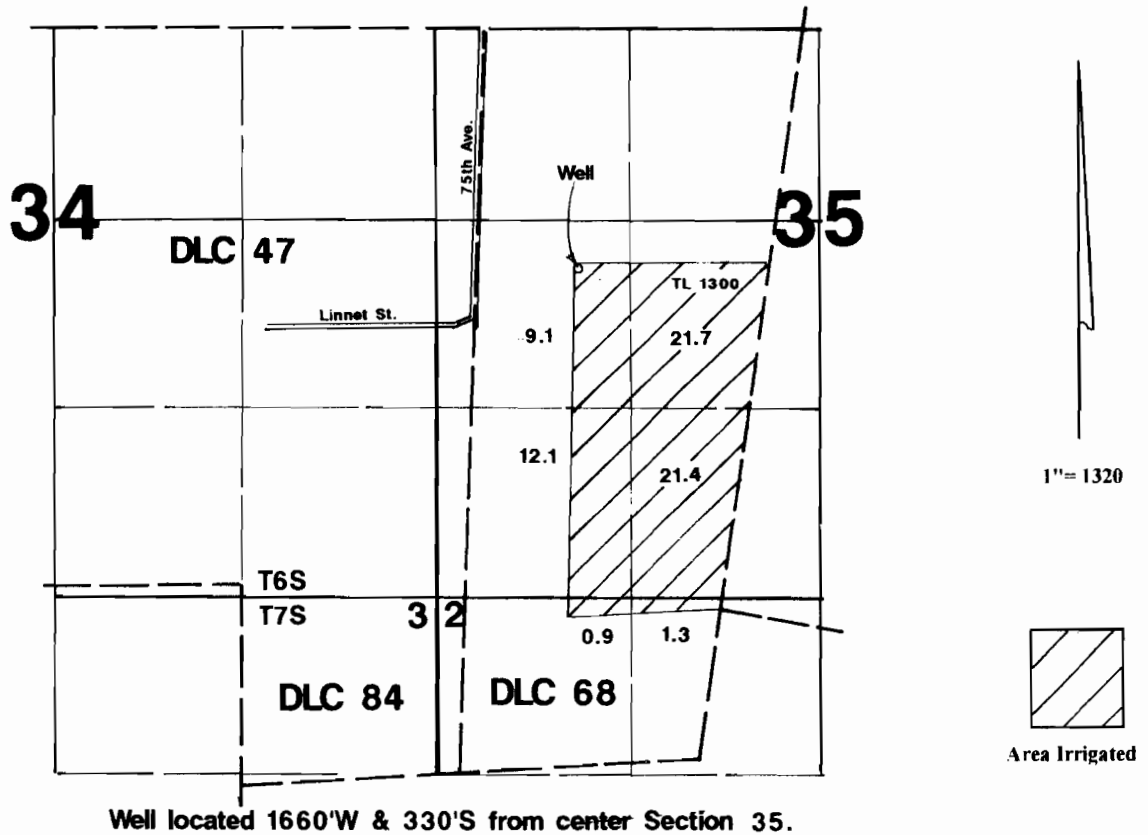 75th Ave.
Well
34
35
DLC 47
TL 1300
Linnet St.
9.1
21.7
12.1
21.4
1"= 1320
T6S
T7S
3 2
0.9
1.3
DLC 84
DLC 68
Area Irrigated
Well located 1660'W & 330'S from center Section 35.